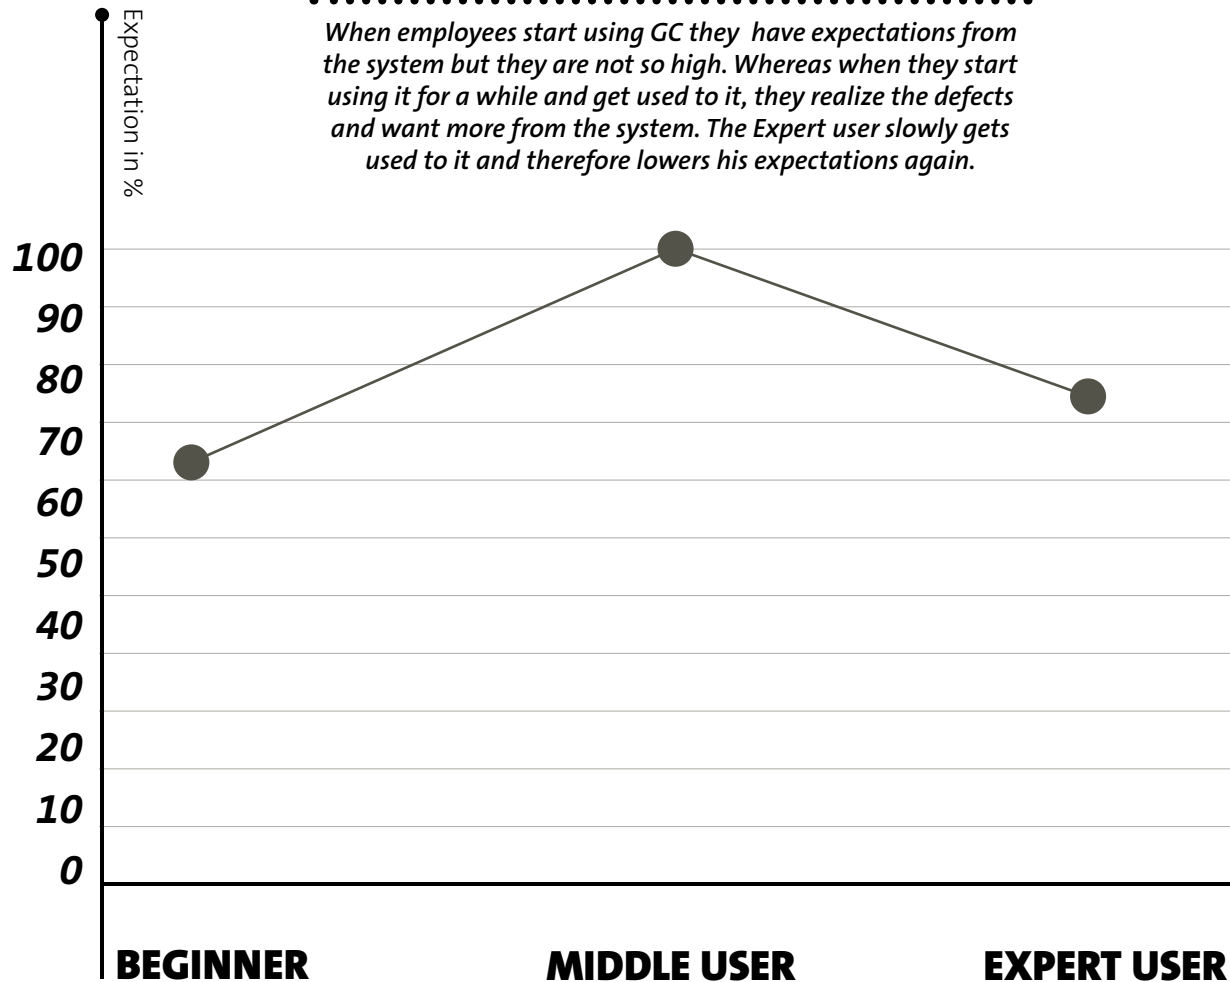 Expectation in %
When employees start using GC they  have expectations from
the system but they are not so high. Whereas when they start
using it for a while and get used to it, they realize the defects
and want more from the system. The Expert user slowly gets
used to it and therefore lowers his expectations again.
100
90
80
70
60
50
40
30
20
10
0
BEGINNER
MIDDLE USER
EXPERT USER